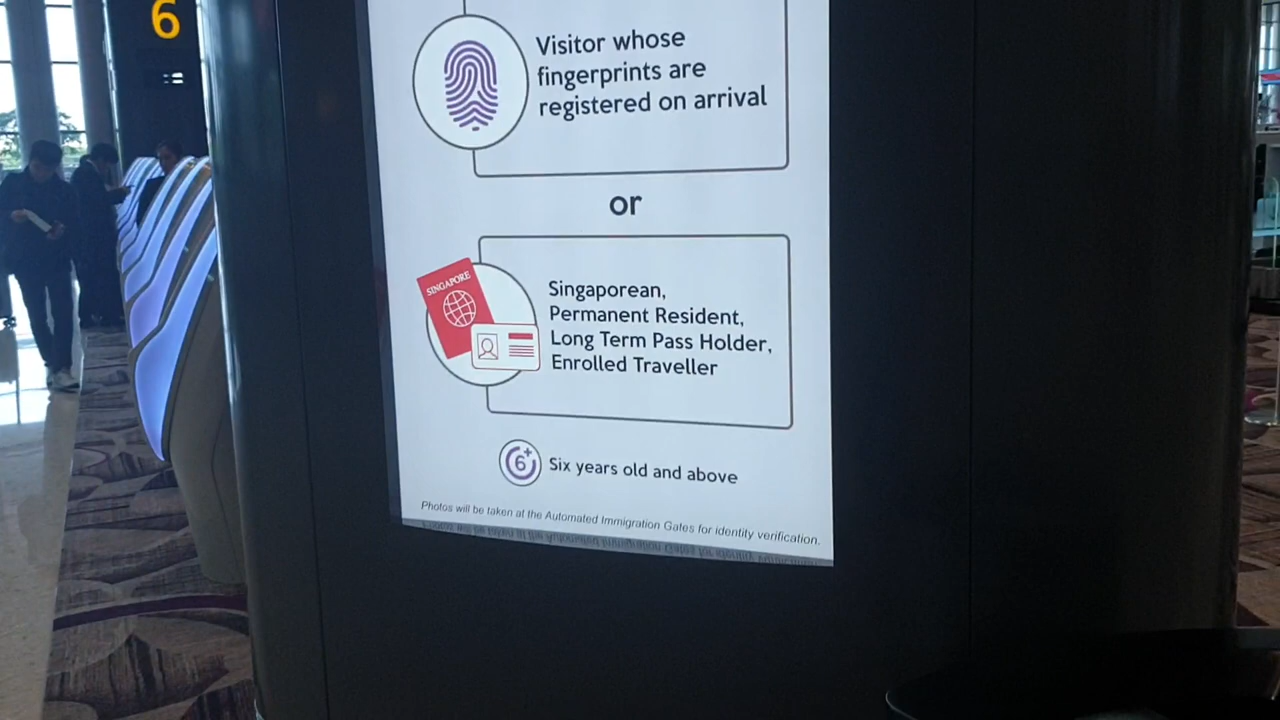 6
Visitor whose
fingerprints are
registered on arrival
or
SINGAPORE
Singaporean,
Permanent Resident,
Long Term Pass Holder,
Enrolled Traveller
6+
Six years old and above
Photos will be taken at the Automated Immigration Gates for identity verification.